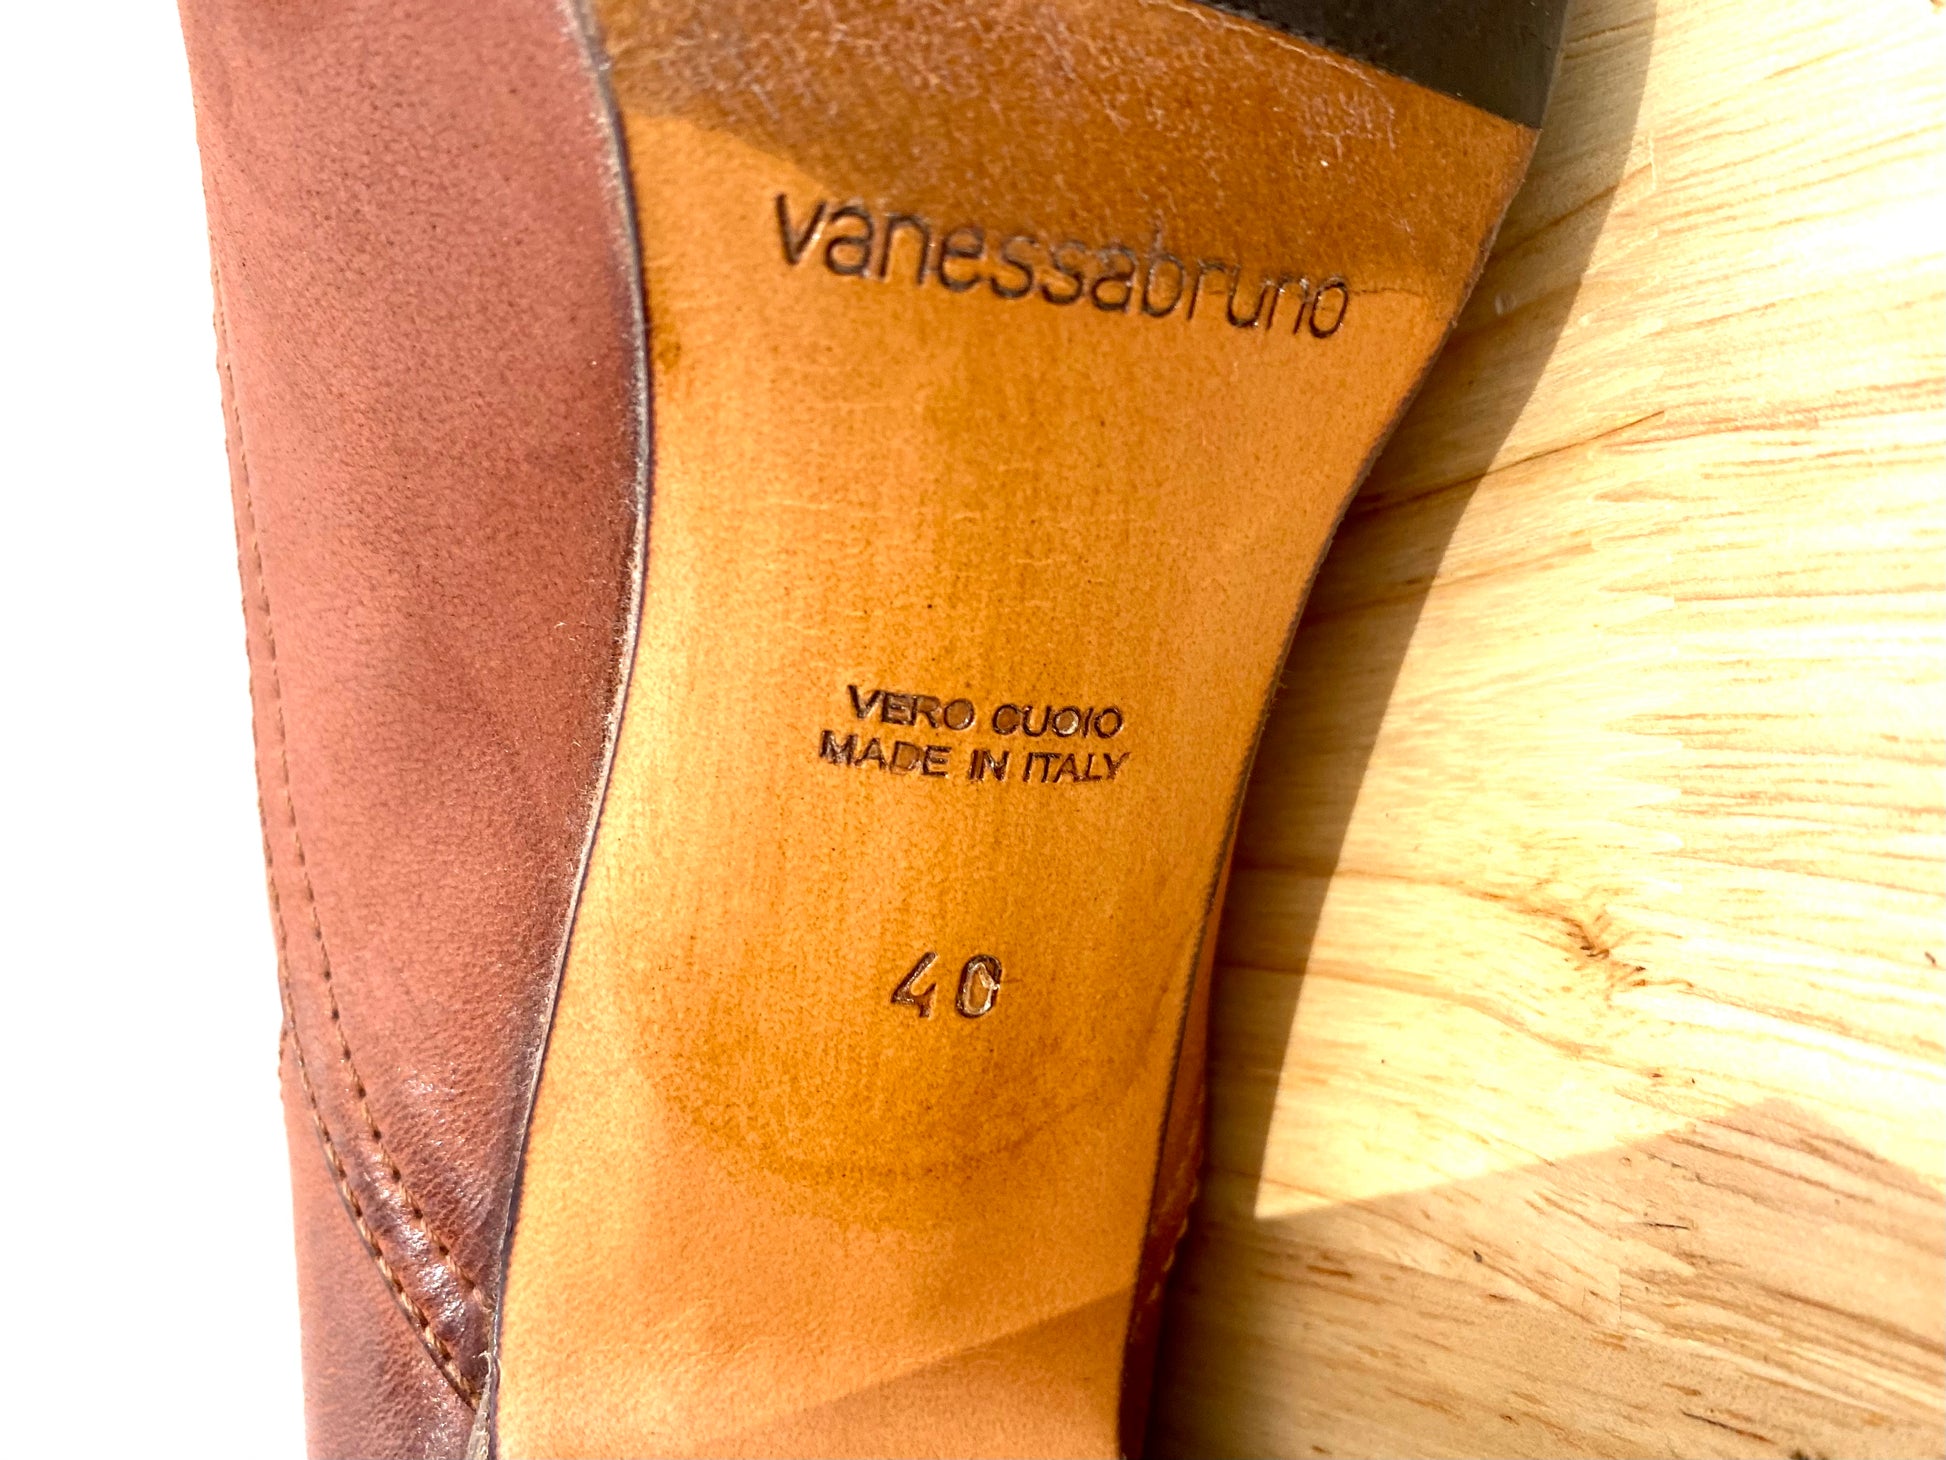 vanessabruno
VERO CUOIO
MADE IN ITALY
40